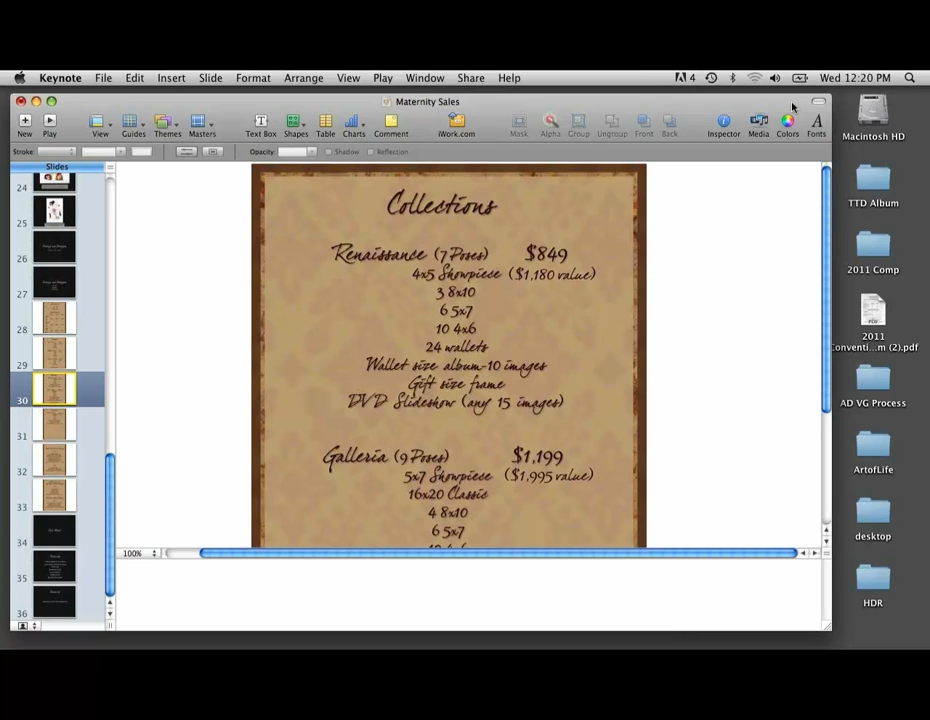 Keynote File Edit Insert Slide Format Arrange View Play Window Share Help 4 Wed 12:20 PM
Maternity Sales
New Play View Guides Themes Masters Text Box Shapes Table Charts Comment iWork.com Mask Alpha Group Ungroup Front Back Inspector Media Colors Fonts
Stroke: Opacity: Shadow Reflection
Slides
24
25
26
27
28
29
30
31
32
33
34
35
36
Collections
Renaissance (7 Poses) $849
4x5 Showpiece ($1,180 value)
3 8x10
6 5x7
10 4x6
24 wallets
Wallet size album-10 images
Gift size frame
DVD Slideshow (any 15 images)
Galleria (9 Poses) $1,199
5x7 Showpiece ($1,995 value)
16x20 Classic
4 8x10
6 5x7
100%
Macintosh HD
TTD Album
2011 Comp
2011
Conventi...m (2).pdf
AD VG Process
ArtofLife
desktop
HDR